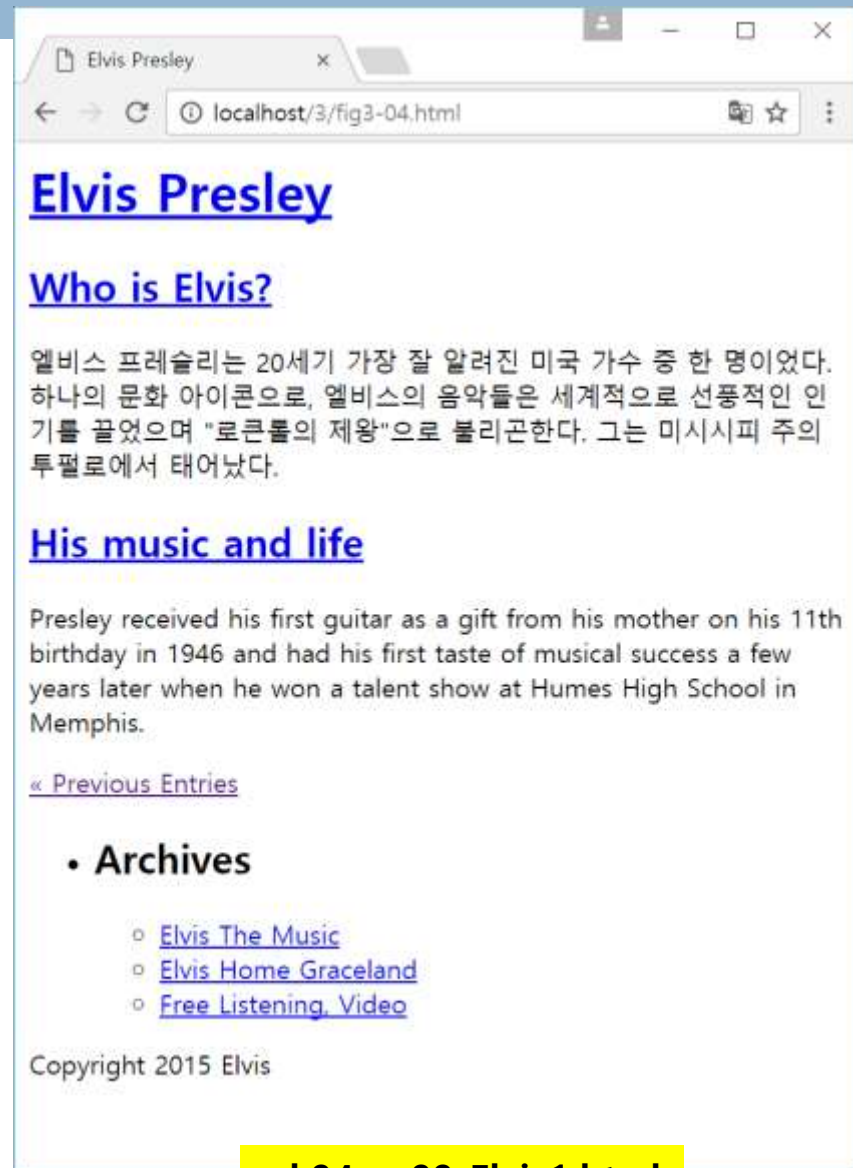 Elvis Presley
localhost/3/fig3-04.html
Elvis Presley
Who is Elvis?
엘비스 프레슬리는 20세기 가장 잘 알려진 미국 가수 중 한 명이었다.
하나의 문화 아이콘으로, 엘비스의 음악들은 세계적으로 선풍적인 인
기를 끌었으며 "로큰롤의 제왕"으로 불리곤한다. 그는 미시시피 주의
투펄로에서 태어났다.
His music and life
Presley received his first guitar as a gift from his mother on his 11th
birthday in 1946 and had his first taste of musical success a few
years later when he won a talent show at Humes High School in
Memphis.
« Previous Entries
• Archives
○ Elvis The Music
○ Elvis Home Graceland
○ Free Listening, Video
Copyright 2015 Elvis